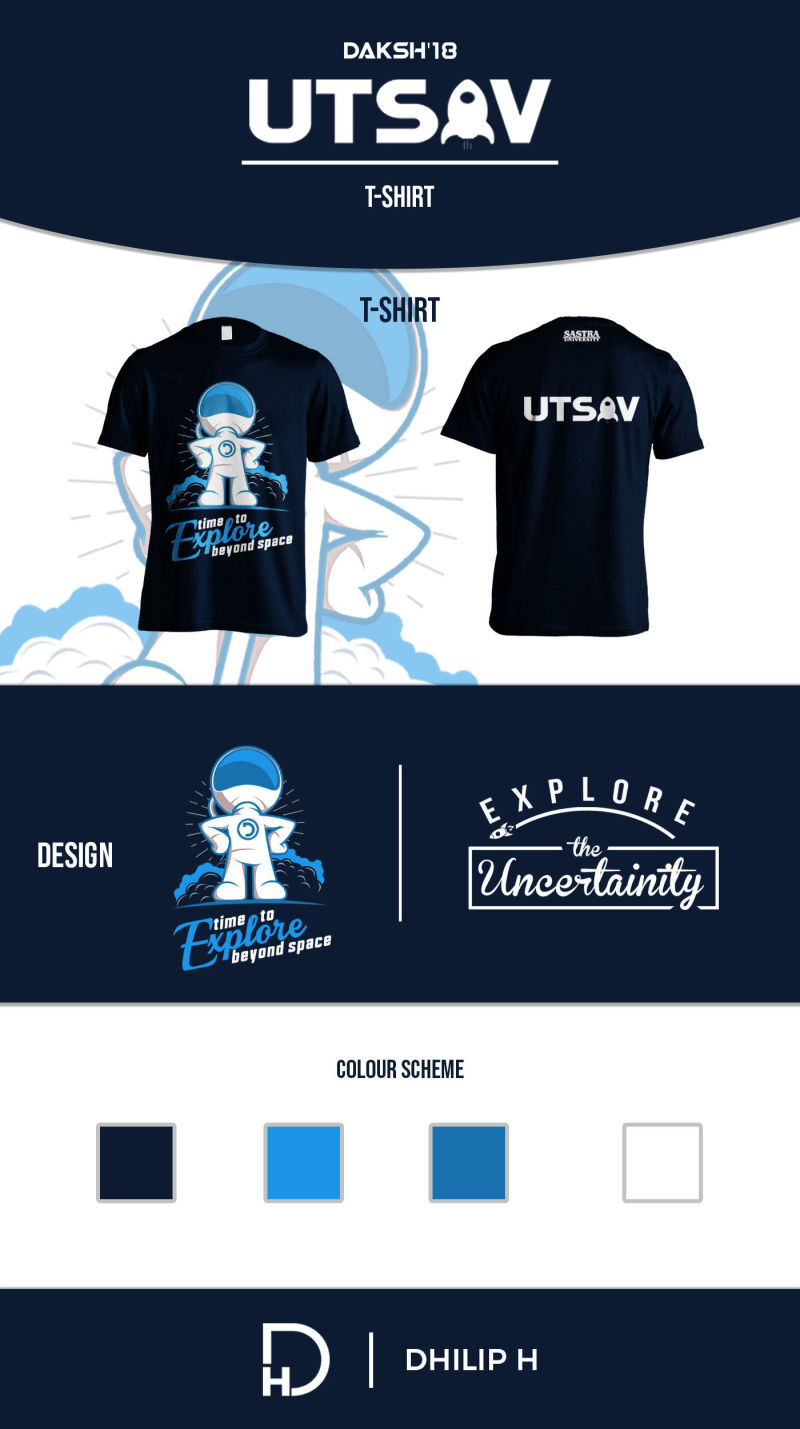 DAKSH'18
UTSAV
T-SHIRT
T-SHIRT
time to
Explore
beyond space
SASTRA
UNIVERSITY
UTSAV
DESIGN
time to
Explore
beyond space
EXPLORE
the
Uncertainity
COLOUR SCHEME
DH
DHILIP H